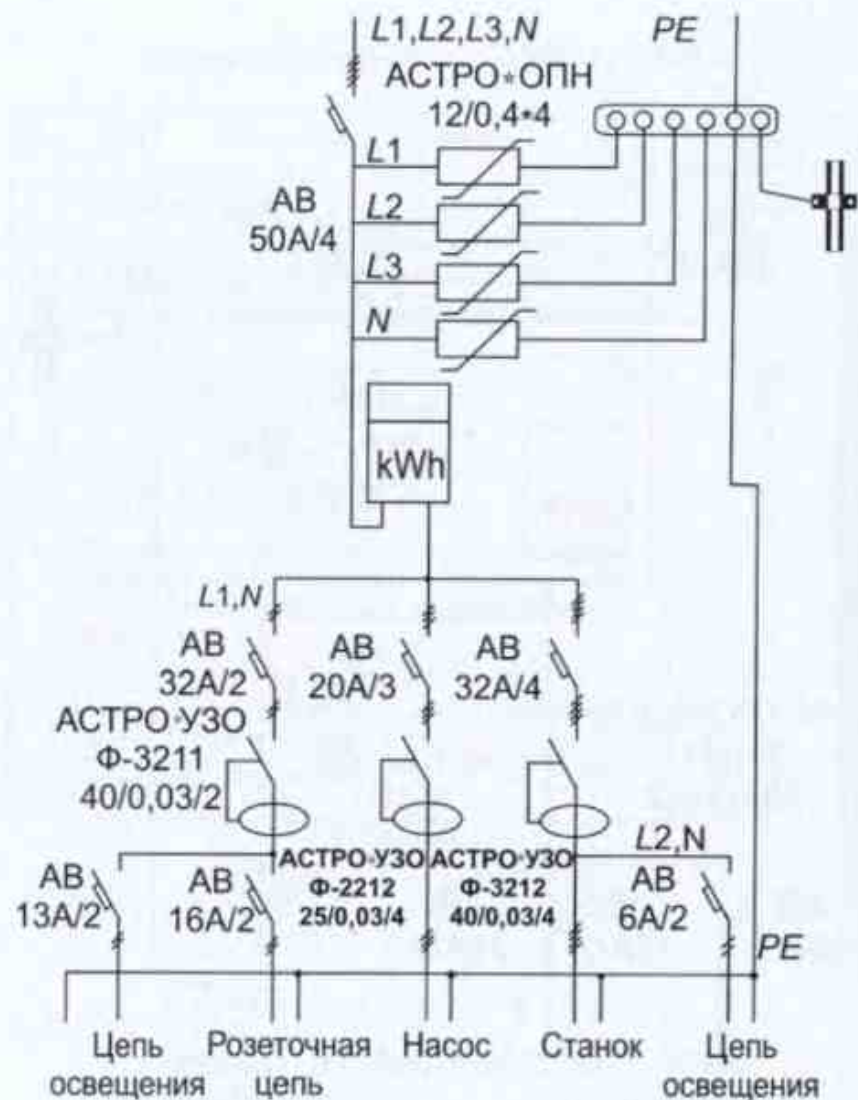 L1,L2,L3,N
PE
АСТРО*ОПН
12/0,4*4
L1
АВ
50А/4
L2
L3
N
kWh
L1,N
АВ
32А/2
АВ
20А/3
АВ
32А/4
АСТРО*УЗО
Ф-3211
40/0,03/2
L2,N
АСТРО*УЗО
Ф-2212
25/0,03/4
АСТРО*УЗО
Ф-3212
40/0,03/4
АВ
13А/2
АВ
16А/2
АВ
6А/2
PE
Цепь
освещения
Розеточная
цепь
Насос
Станок
Цепь
освещения